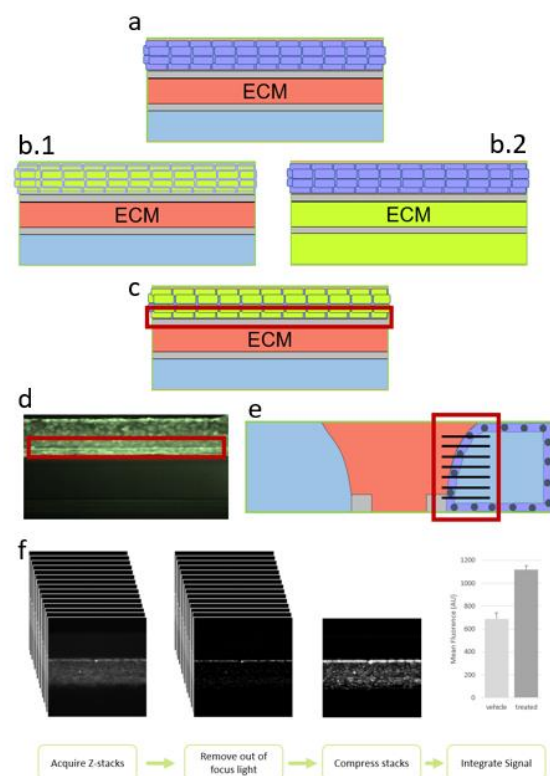 a
ECM
b.1
b.2
ECM
ECM
c
ECM
d
e
f
1200
1000
800
600
400
200
0
Mean Fluorence (AU)
vehicle
treated
Acquire Z-stacks
Remove out of
focus light
Compress stacks
Integrate Signal